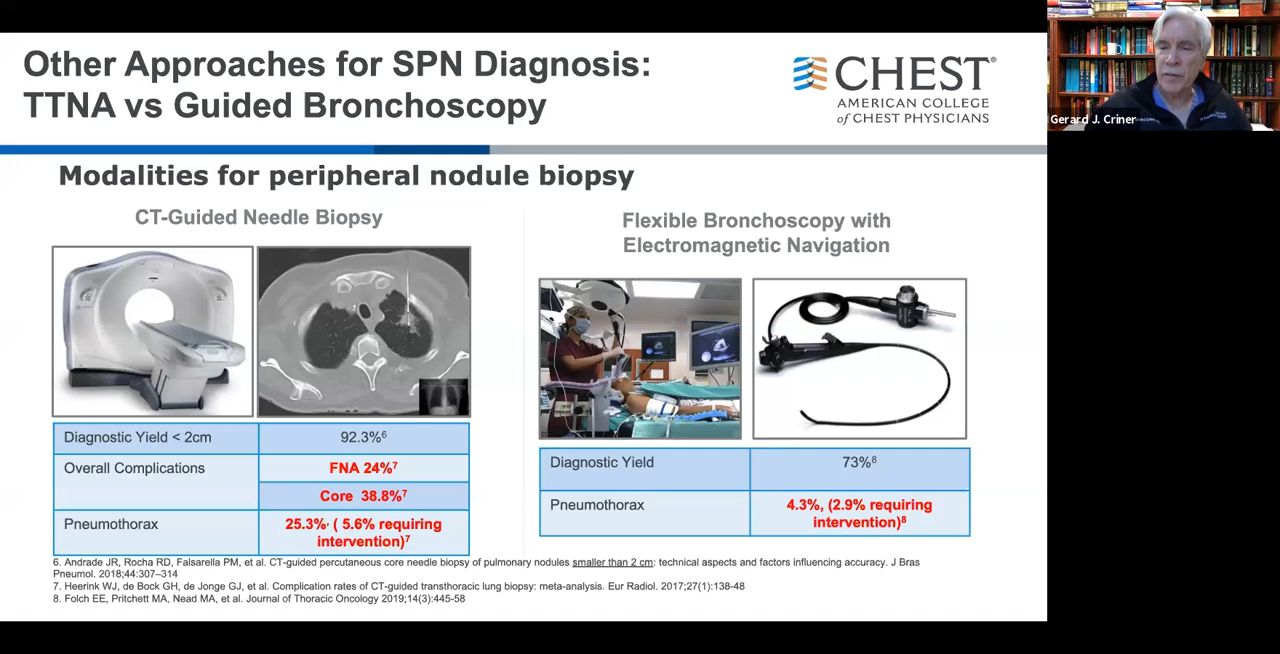 Other Approaches for SPN Diagnosis:
TTNA vs Guided Bronchoscopy
CHEST®
AMERICAN COLLEGE
of CHEST PHYSICIANS
Gerard J. Criner
Modalities for peripheral nodule biopsy
CT-Guided Needle Biopsy
Diagnostic Yield < 2cm
92.3%6
Overall Complications
FNA 24%7
Core 38.8%7
Pneumothorax
25.3%, ( 5.6% requiring
intervention)7
Flexible Bronchoscopy with
Electromagnetic Navigation
Diagnostic Yield
73%8
Pneumothorax
4.3%, (2.9% requiring
intervention)8
6. Andrade JR, Rocha RD, Falsarella PM, et al. CT-guided percutaneous core needle biopsy of pulmonary nodules smaller than 2 cm: technical aspects and factors influencing accuracy. J Bras
Pneumol. 2018;44:307–314
7. Heerink WJ, de Bock GH, de Jonge GJ, et al. Complication rates of CT-guided transthoracic lung biopsy: meta-analysis. Eur Radiol. 2017;27(1):138-48
8. Folch EE, Pritchett MA, Nead MA, et al. Journal of Thoracic Oncology 2019;14(3):445-58